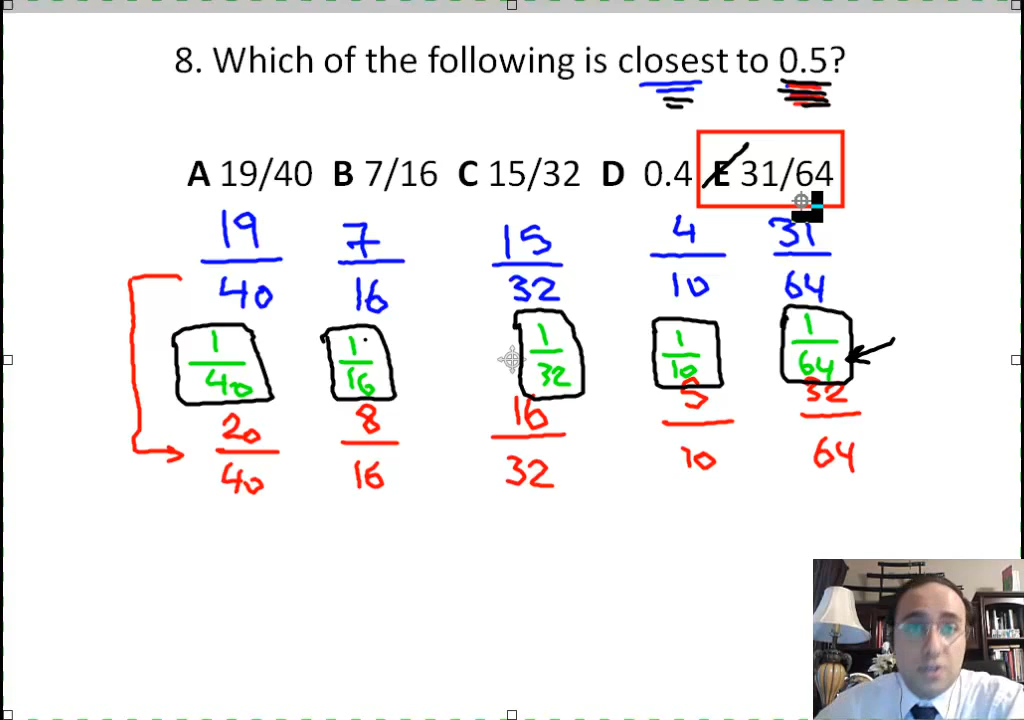 8. Which of the following is closest to 0.5?
A 19/40 B 7/16 C 15/32 D 0.4 E 31/64
19 7 15 4 31
40 16 32 10 64
1 1 1 1 1
40 16 32 10 64
20 8 16 5 32
40 16 32 10 64